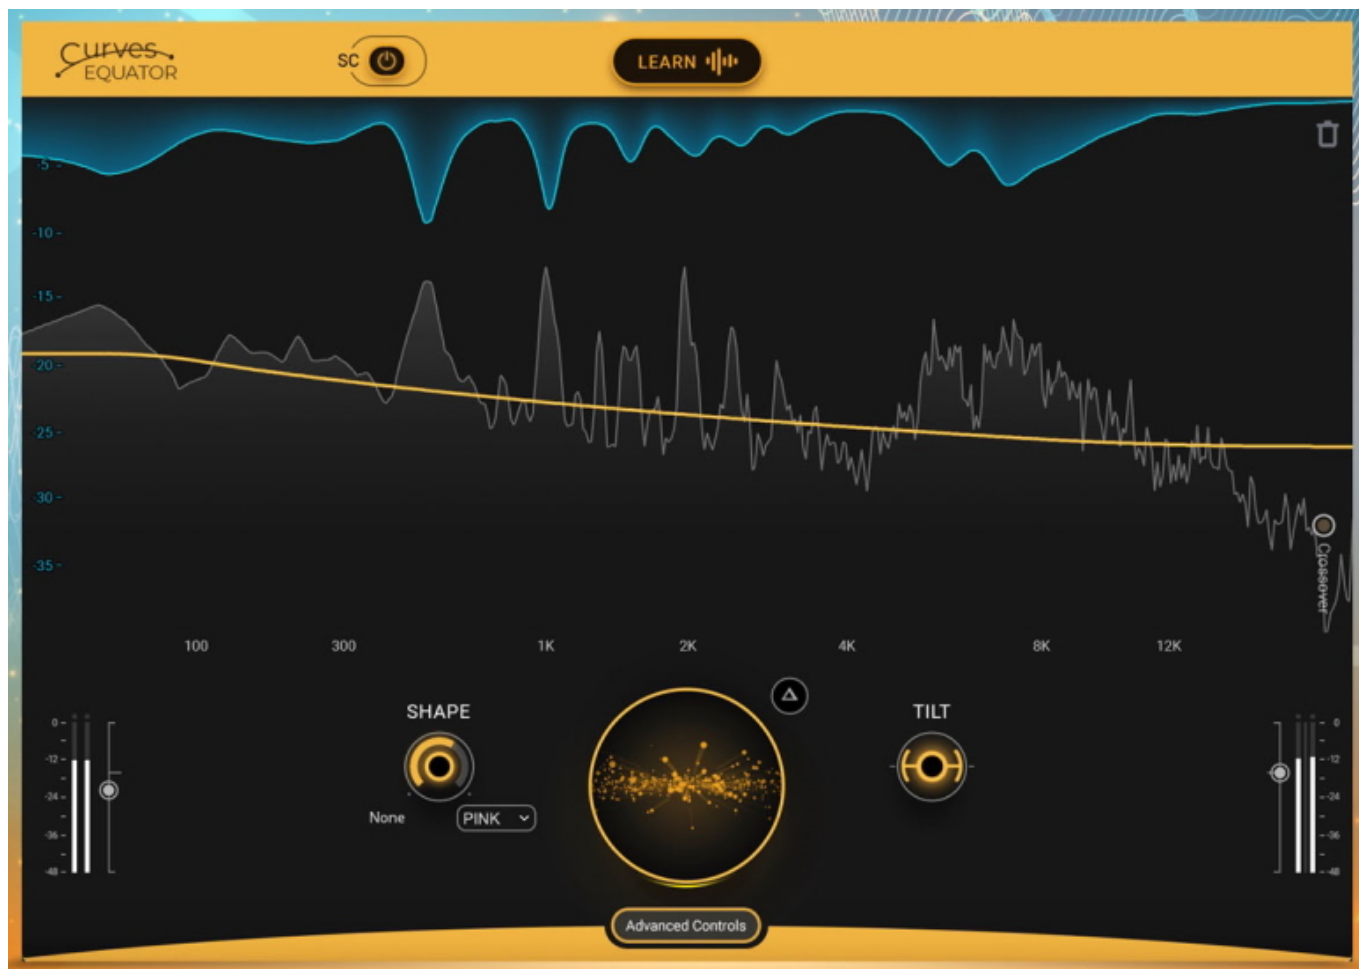 Curves
EQUATOR
SC
LEARN
-5 -
-10 -
-15 -
-20 -
-25 -
-30 -
-35 -
Crossover
100 300 1K 2K 4K 8K 12K
SHAPE
TILT
None
PINK
0 -
-12 -
-24 -
-36 -
-48 -
- 0
- -12
- -24
- -36
- -48
Advanced Controls